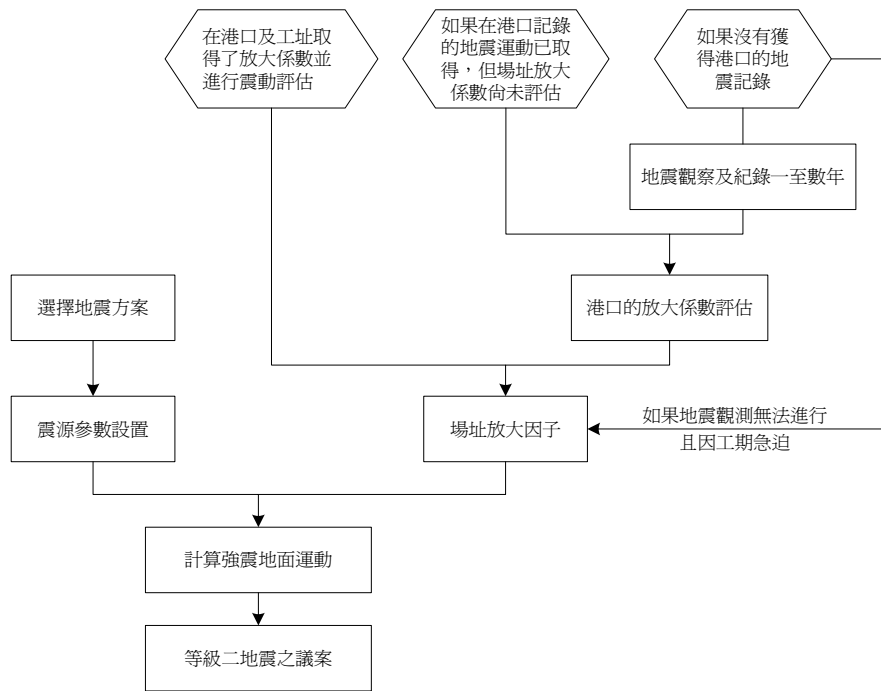 在港口及工址取
得了放大係數並
進行震動評估
如果在港口記錄
的地震運動已取
得,但場址放大
係數尚未評估
如果沒有獲
得港口的地
震記錄
地震觀察及紀錄一至數年
選擇地震方案
港口的放大係數評估
震源參數設置
場址放大因子
如果地震觀測無法進行
且因工期急迫
計算強震地面運動
等級二地震之議案